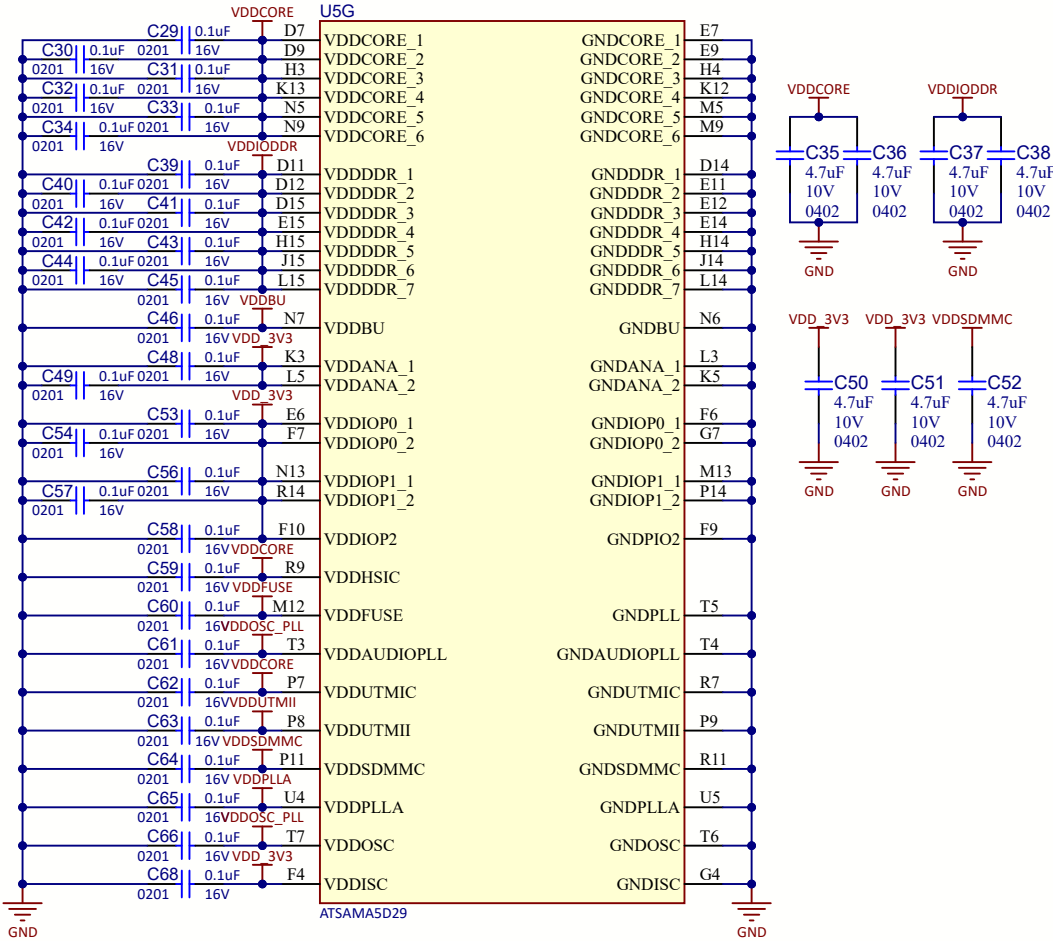 VDDCORE
U5G
C29 0.1uF D7 VDDCORE_1 GNDCORE_1 E7
C30 0.1uF 0201 16V D9 VDDCORE_2 GNDCORE_2 E9
0201 16V C31 0.1uF H3 VDDCORE_3 GNDCORE_3 H4
C32 0.1uF 0201 16V K13 VDDCORE_4 GNDCORE_4 K12
0201 16V C33 0.1uF N5 VDDCORE_5 GNDCORE_5 M5
C34 0.1uF 0201 16V N9 VDDCORE_6 GNDCORE_6 M9
0201 16V
VDDIODDR
C39 0.1uF D11 VDDDDR_1 GNDDDR_1 D14
C40 0.1uF 0201 16V D12 VDDDDR_2 GNDDDR_2 E11
0201 16V C41 0.1uF D15 VDDDDR_3 GNDDDR_3 E12
C42 0.1uF 0201 16V E15 VDDDDR_4 GNDDDR_4 E14
0201 16V C43 0.1uF H15 VDDDDR_5 GNDDDR_5 H14
C44 0.1uF 0201 16V J15 VDDDDR_6 GNDDDR_6 J14
0201 16V C45 0.1uF L15 VDDDDR_7 GNDDDR_7 L14
0201 16V VDDBU
C46 0.1uF N7 VDDBU GNDBU N6
0201 16V VDD_3V3
C48 0.1uF K3 VDDANA_1 GNDANA_1 L3
C49 0.1uF 0201 16V L5 VDDANA_2 GNDANA_2 K5
0201 16V VDD_3V3
C53 0.1uF E6 VDDIOP0_1 GNDIOP0_1 F6
C54 0.1uF 0201 16V F7 VDDIOP0_2 GNDIOP0_2 G7
0201 16V
C56 0.1uF N13 VDDIOP1_1 GNDIOP1_1 M13
C57 0.1uF 0201 16V R14 VDDIOP1_2 GNDIOP1_2 P14
0201 16V
C58 0.1uF F10 VDDIOP2 GNDPIO2 F9
0201 16V VDDCORE
C59 0.1uF R9 VDDHSIC
0201 16V VDDFUSE
C60 0.1uF M12 VDDFUSE GNDPLL T5
0201 16V VDDOSC_PLL
C61 0.1uF T3 VDDAUDIOPLL GNDAUDIOPLL T4
0201 16V VDDCORE
C62 0.1uF P7 VDDUTMIC GNDUTMIC R7
0201 16V VDDUTMII
C63 0.1uF P8 VDDUTMII GNDUTMII P9
0201 16V VDDSDMMC
C64 0.1uF P11 VDDSDMMC GNDSDMMC R11
0201 16V VDDPLLA
C65 0.1uF U4 VDDPLLA GNDPLLA U5
0201 16V VDDOSC_PLL
C66 0.1uF T7 VDDOSC GNDOSC T6
0201 16V VDD_3V3
C68 0.1uF F4 VDDISC GNDISC G4
0201 16V
GND
ATSAMA5D29
GND
VDDCORE VDDIODDR
C35 C36 C37 C38
4.7uF 4.7uF 4.7uF 4.7uF
10V 10V 10V 10V
0402 0402 0402 0402
GND GND
VDD_3V3 VDD_3V3 VDDSDMMC
C50 C51 C52
4.7uF 4.7uF 4.7uF
10V 10V 10V
0402 0402 0402
GND GND GND